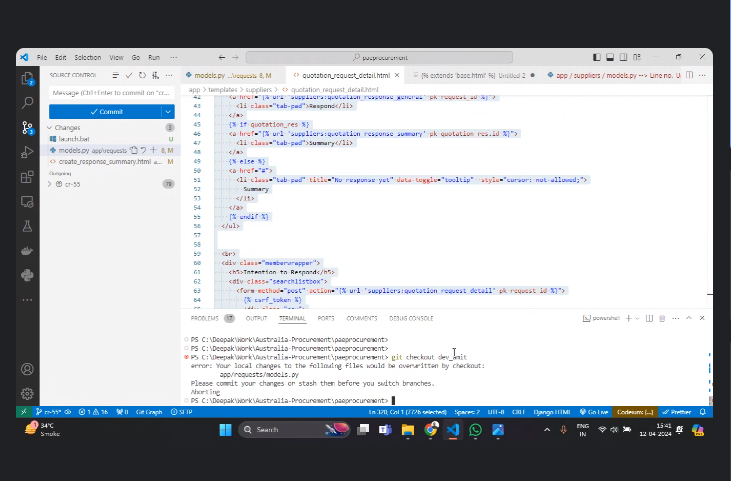 File Edit Selection View Go Run ... paeprocurement
SOURCE CONTROL
models.py ...\requests 8, M
quotation_request_detail.html
{% extends 'base.html' %} Untitled-2
app / suppliers / models.py --> Line no. U
Message (Ctrl+Enter to commit on "cr-...
app > templates > suppliers > quotation_request_detail.html
Commit
Changes 3
launch.bat M
models.py app\requests 8, M
create_response_summary.html a... M
Outgoing
cr-55 78
42 <a href="{% url 'suppliers:quotation_response_general' pk request_id %}">
43 <li class="tab-pad">Respond</li>
44 </a>
45 {% if quotation_res %}
46 <a href="{% url 'suppliers:quotation_response_summary' pk quotation_res.id %}">
47 <li class="tab-pad">Summary</li>
48 </a>
49 {% else %}
50 <a href="#">
51 <li class="tab-pad" title="No response yet" data-toggle="tooltip" style="cursor: not-allowed;">
52 Summary
53 </li>
54 </a>
55 {% endif %}
56 </ul>
57
58
59 <br>
60 <div class="memberwrapper">
61 <h5>Intention to Respond</h5>
62 <div class="searchlistbox">
63 <form method="post" action="{% url 'suppliers:quotation_request_detail' pk request_id %}">
64 {% csrf_token %}
PROBLEMS 17 OUTPUT TERMINAL PORTS COMMENTS DEBUG CONSOLE powershell
PS C:\Deepak\Work\Australia-Procurement\paeprocurement>
PS C:\Deepak\Work\Australia-Procurement\paeprocurement>
PS C:\Deepak\Work\Australia-Procurement\paeprocurement> git checkout dev_amit
error: Your local changes to the following files would be overwritten by checkout:
app/requests/models.py
Please commit your changes or stash them before you switch branches.
Aborting
PS C:\Deepak\Work\Australia-Procurement\paeprocurement>
cr-55* 1 16 0 Git Graph SFTP Ln 320, Col 1 (7726 selected) Spaces: 2 UTF-8 CRLF Django HTML Go Live Codeium: {...} Prettier
34°C
Smoke
Search
ENG
IN
15:41
12-04-2024